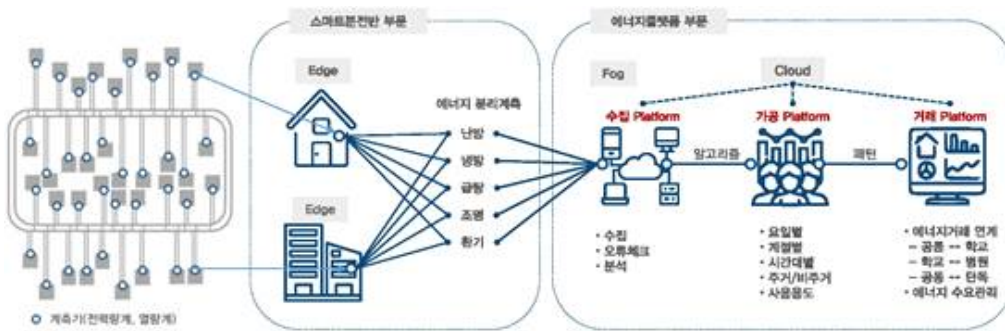 스마트분전반 부문
에너지플랫폼 부문
Edge
Fog
Cloud
에너지 분리계측
수집 Platform
가공 Platform
거래 Platform
난방
냉방
급탕
조명
환기
알고리즘
패턴
Edge
• 수집
• 오류체크
• 분석
• 요일별
• 계절별
• 시간대별
• 주거/비주거
• 사용용도
• 에너지거래 연계
– 공동 ↔ 학교
– 학교 ↔ 병원
– 공동 ↔ 단독
• 에너지 수요관리
계측기(전력량계, 열량계)